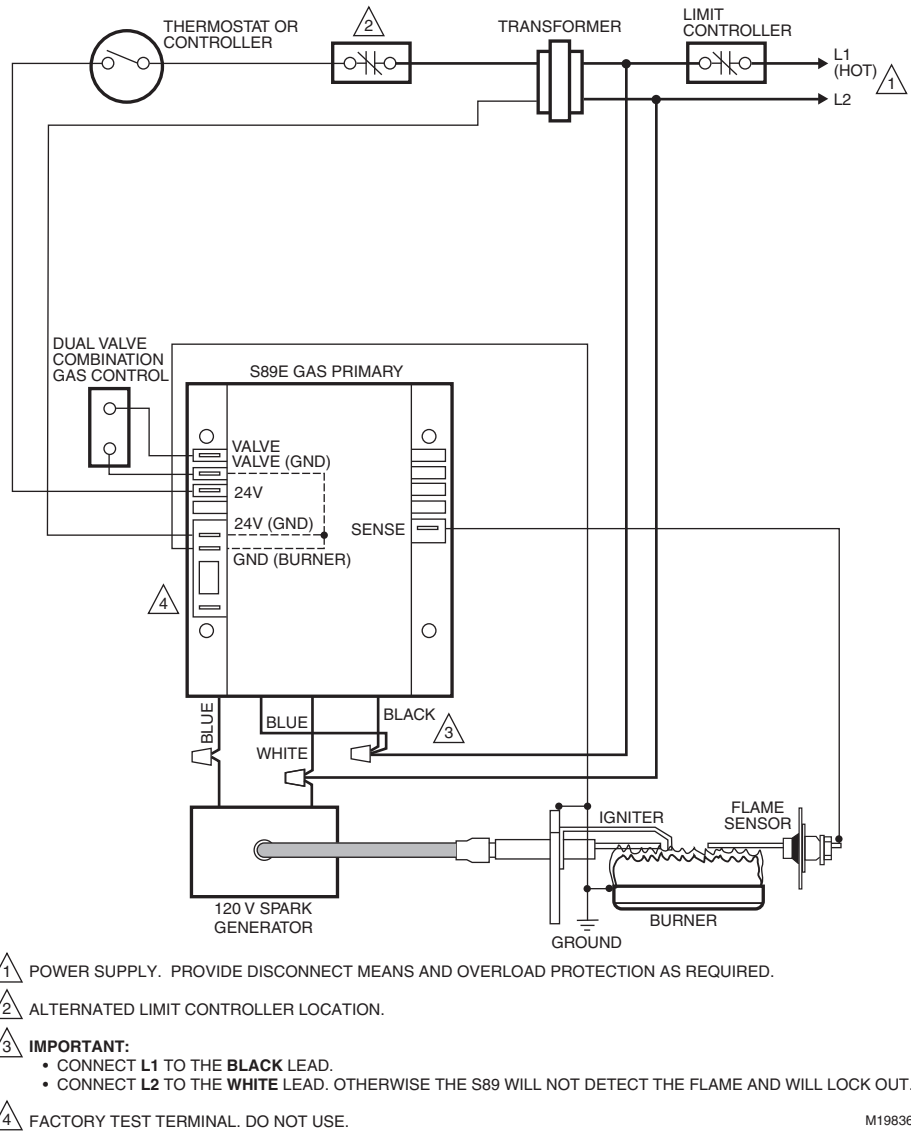 THERMOSTAT OR
CONTROLLER
2
TRANSFORMER
LIMIT
CONTROLLER
L1
(HOT)
1
L2
DUAL VALVE
COMBINATION
GAS CONTROL
S89E GAS PRIMARY
VALVE
VALVE (GND)
24V
24V (GND)
SENSE
GND (BURNER)
4
BLUE
BLUE
BLACK
3
WHITE
IGNITER
FLAME
SENSOR
120 V SPARK
GENERATOR
GROUND
BURNER
1 POWER SUPPLY. PROVIDE DISCONNECT MEANS AND OVERLOAD PROTECTION AS REQUIRED.
2 ALTERNATED LIMIT CONTROLLER LOCATION.
3 IMPORTANT:
• CONNECT L1 TO THE BLACK LEAD.
• CONNECT L2 TO THE WHITE LEAD. OTHERWISE THE S89 WILL NOT DETECT THE FLAME AND WILL LOCK OUT.
4 FACTORY TEST TERMINAL. DO NOT USE.
M19836